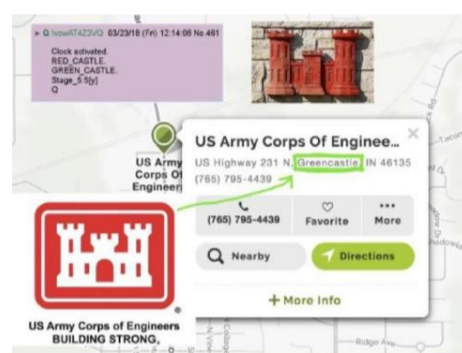 ► Q !xowAT4Z3VQ 03/23/18 (Fri) 12:14:06 No.461
Clock activated.
RED_CASTLE.
GREEN_CASTLE.
Stage_5.5[y]
Q
US Army
Corps Of
Engineer
US Army Corps Of Enginee...
US Highway 231 N, Greencastle, IN 46135
(765) 795-4439
(765) 795-4439
Favorite
More
Nearby
Directions
+ More Info
US Army Corps of Engineers
BUILDING STRONG®
Ridge Ave